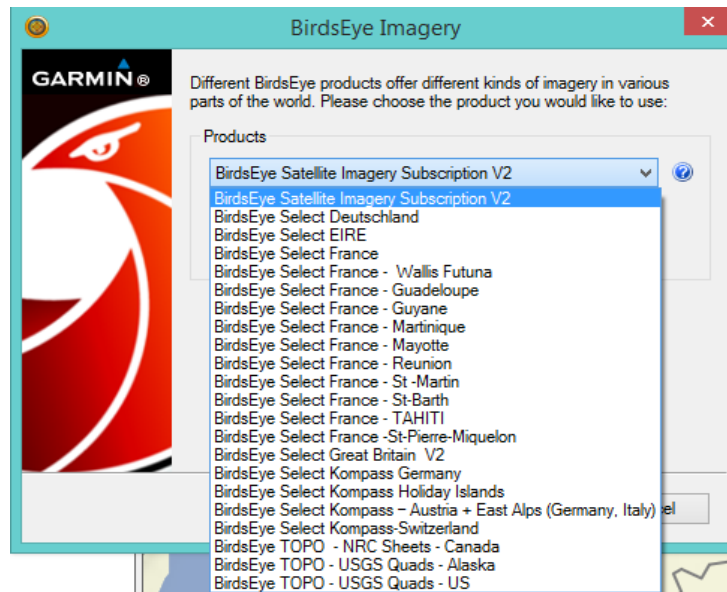 BirdsEye Imagery
GARMIN®
Different BirdsEye products offer different kinds of imagery in various
parts of the world. Please choose the product you would like to use:
Products
BirdsEye Satellite Imagery Subscription V2
BirdsEye Satellite Imagery Subscription V2
BirdsEye Select Deutschland
BirdsEye Select EIRE
BirdsEye Select France
BirdsEye Select France - Wallis Futuna
BirdsEye Select France - Guadeloupe
BirdsEye Select France - Guyane
BirdsEye Select France - Martinique
BirdsEye Select France - Mayotte
BirdsEye Select France - Reunion
BirdsEye Select France - St -Martin
BirdsEye Select France - St-Barth
BirdsEye Select France - TAHITI
BirdsEye Select France -St-Pierre-Miquelon
BirdsEye Select Great Britain V2
BirdsEye Select Kompass Germany
BirdsEye Select Kompass Holiday Islands
BirdsEye Select Kompass – Austria + East Alps (Germany, Italy)
BirdsEye Select Kompass-Switzerland
BirdsEye TOPO - NRC Sheets - Canada
BirdsEye TOPO - USGS Quads - Alaska
BirdsEye TOPO - USGS Quads - US